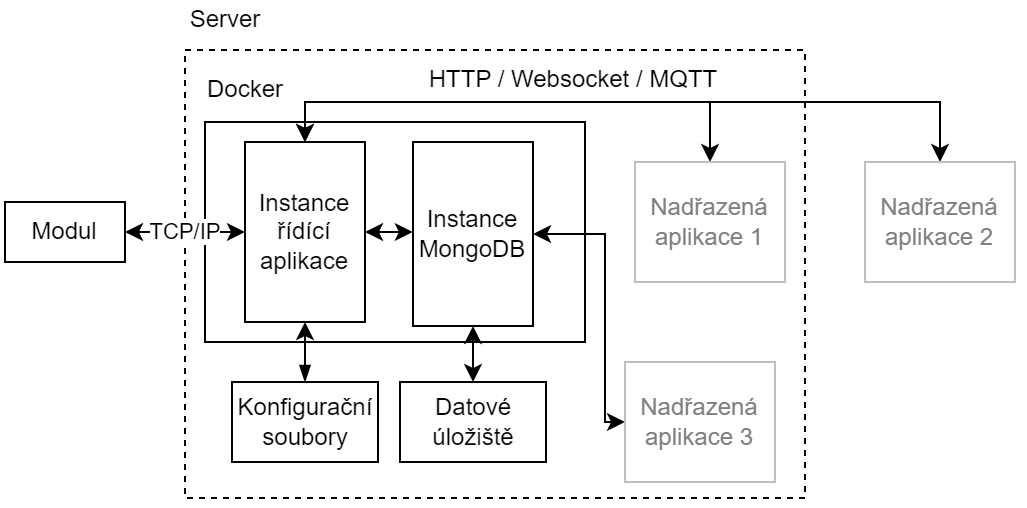 Server
HTTP / Websocket / MQTT
Docker
Instance
řídící
aplikace
Instance
MongoDB
Nadřazená
aplikace 1
Nadřazená
aplikace 2
Modul
TCP/IP
Konfigurační
soubory
Datové
úložiště
Nadřazená
aplikace 3